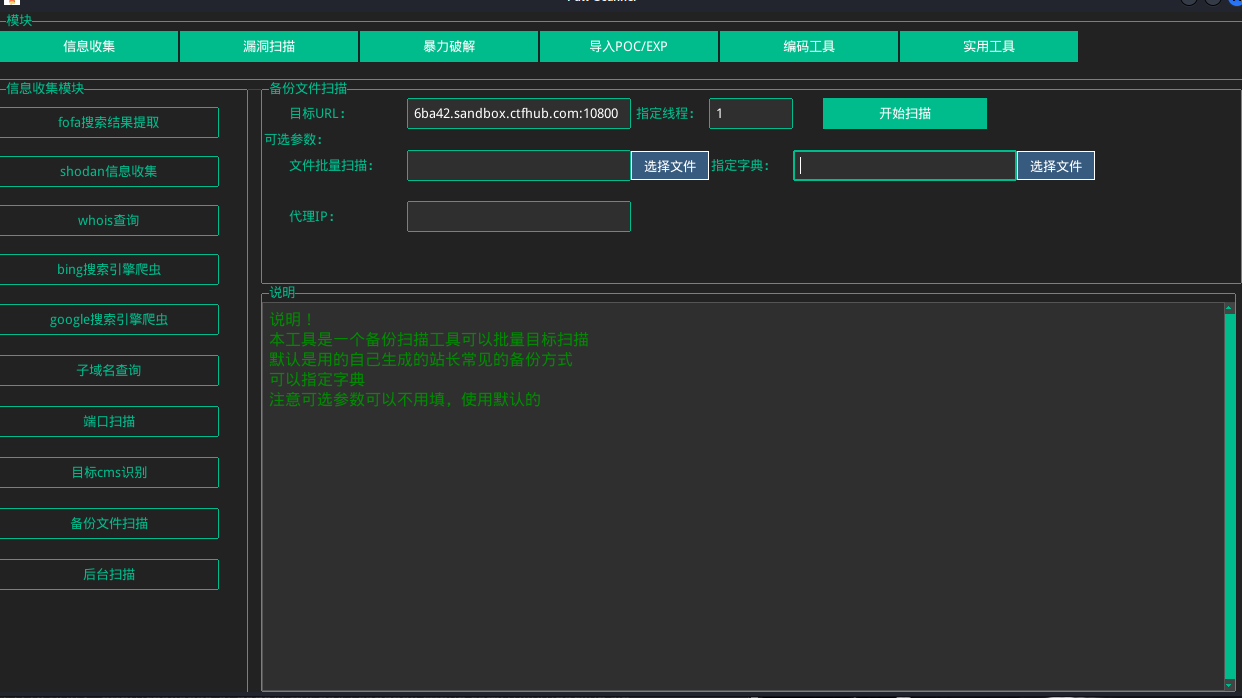 模块
信息收集 漏洞扫描 暴力破解 导入POC/EXP 编码工具 实用工具
信息收集模块
fofa搜索结果提取
shodan信息收集
whois查询
bing搜索引擎爬虫
google搜索引擎爬虫
子域名查询
端口扫描
目标cms识别
备份文件扫描
后台扫描
备份文件扫描
目标URL: 6ba42.sandbox.ctfhub.com:10800 指定线程: 1 开始扫描
可选参数:
文件批量扫描: 选择文件 指定字典: 选择文件
代理IP:
说明
说明！
本工具是一个备份扫描工具可以批量目标扫描
默认是用的自己生成的站长常见的备份方式
可以指定字典
注意可选参数可以不用填，使用默认的